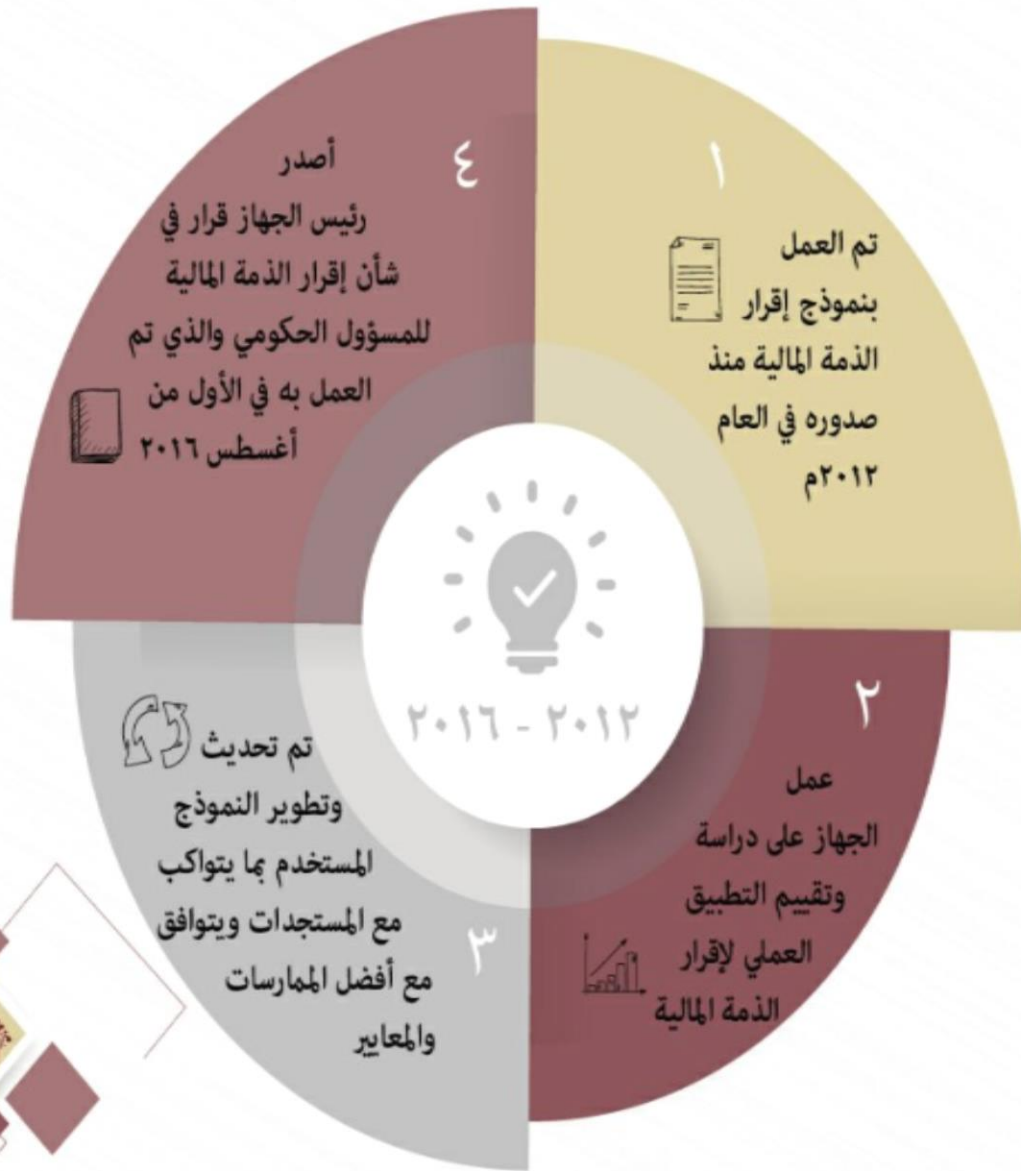 ١
تم العمل
بنموذج إقرار
الذمة المالية منذ
صدوره في العام
٢٠١٢م
٢
عمل
الجهاز على دراسة
وتقييم التطبيق
العملي لإقرار
الذمة المالية
٣
تم تحديث
وتطوير النموذج
المستخدم بما يتواكب
مع المستجدات ويتوافق
مع أفضل الممارسات
والمعايير
٤
أصدر
رئيس الجهاز قرار في
شأن إقرار الذمة المالية
للمسؤول الحكومي والذي تم
العمل به في الأول من
أغسطس ٢٠١٦
٢٠١٢ - ٢٠١٦